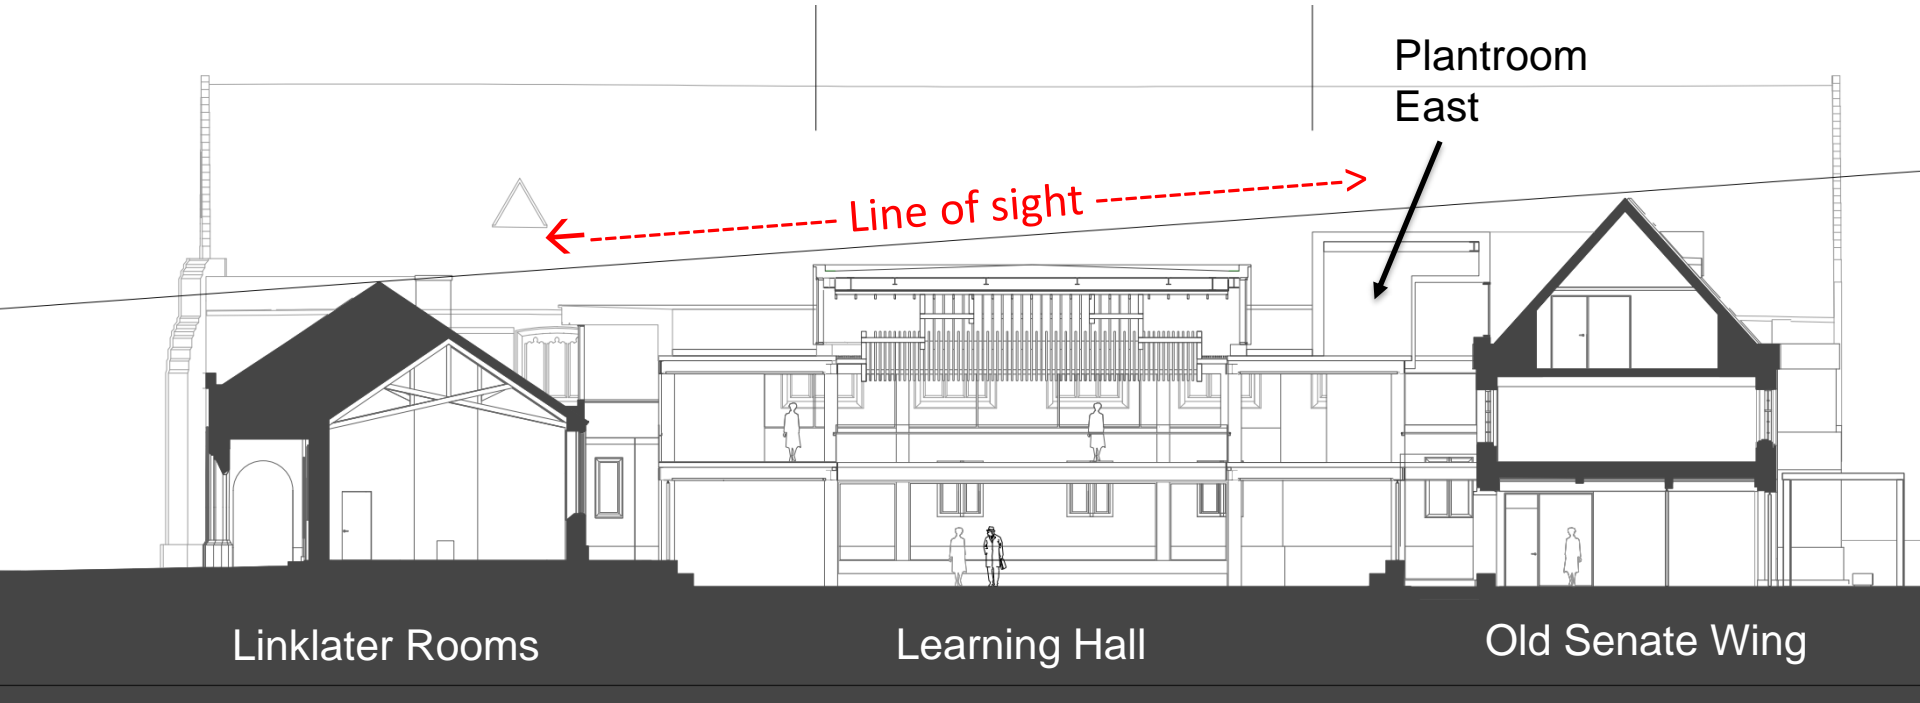 Plantroom
East
Line of sight
Linklater Rooms
Learning Hall
Old Senate Wing